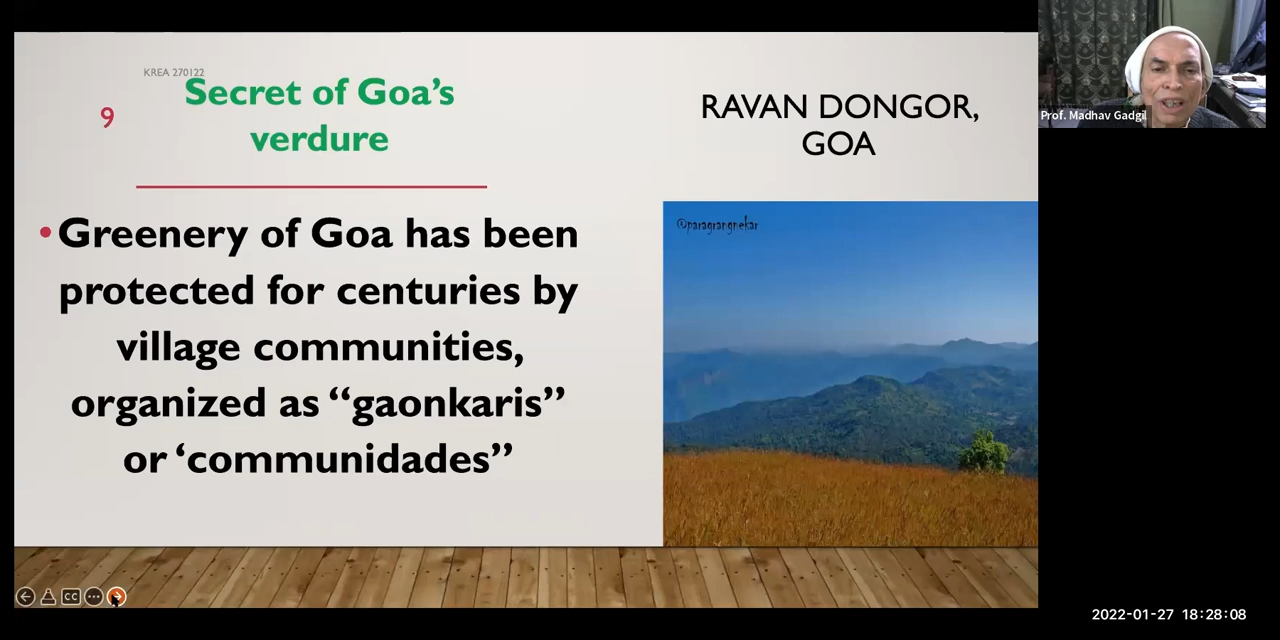 KREA 270122
9
Secret of Goa's
verdure
• Greenery of Goa has been
protected for centuries by
village communities,
organized as “gaonkaris”
or ‘communidades”
RAVAN DONGOR,
GOA
@paragrangnekar
CC
Prof. Madhav Gadgil
2022-01-27 18:28:08